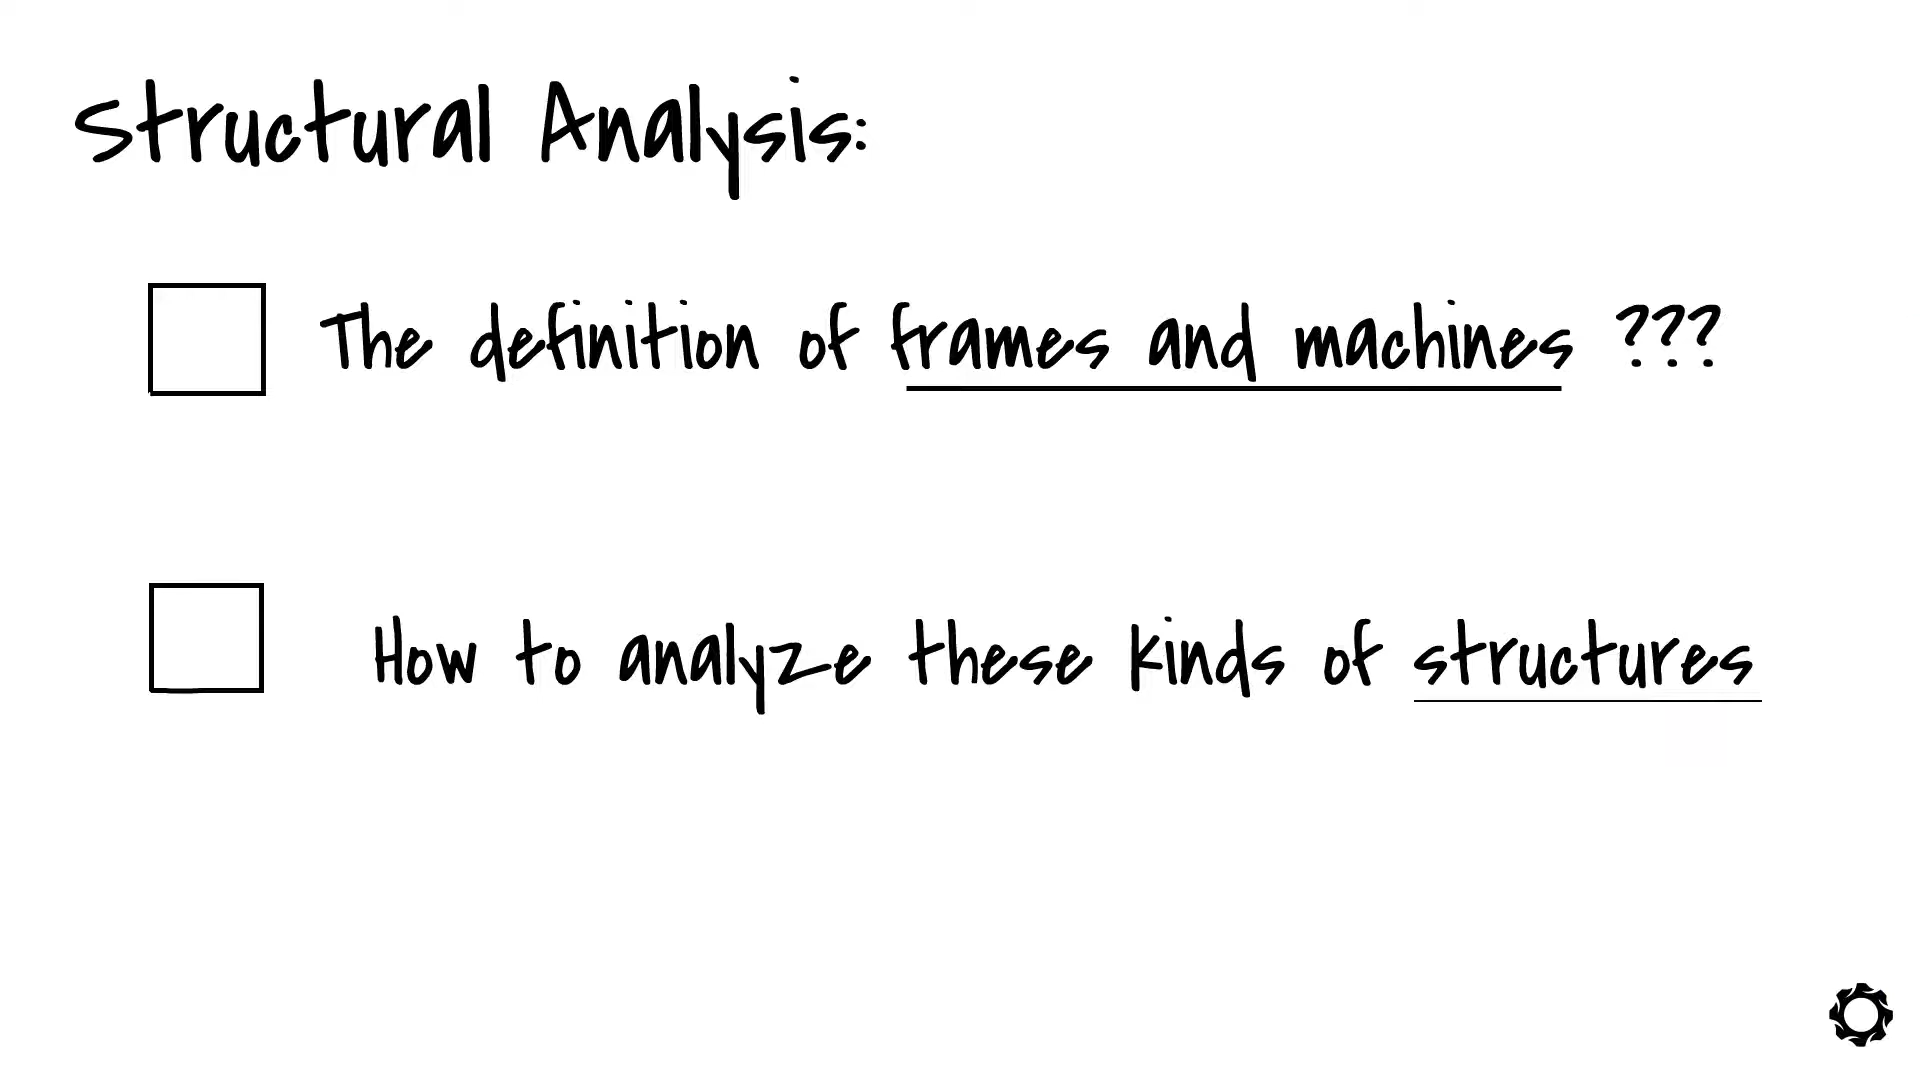 Structural Analysis:
The definition of frames and machines ???
How to analyze these kinds of structures